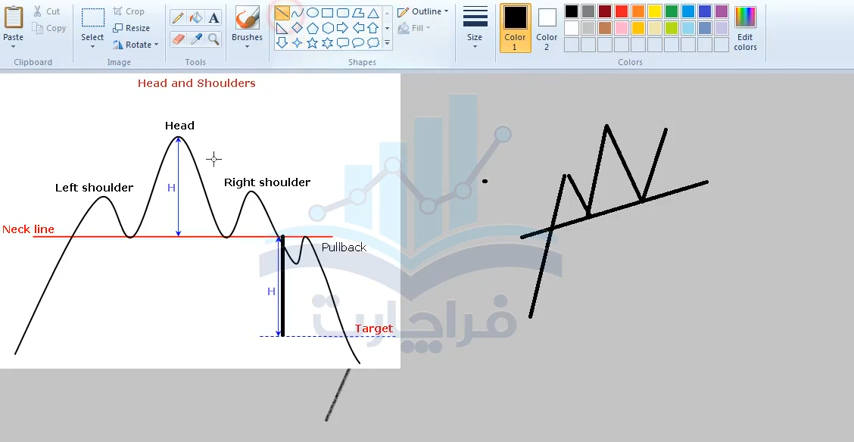 Paste
Cut
Copy
Clipboard
Select
Crop
Resize
Rotate
Image
A
Tools
Brushes
Shapes
Outline
Fill
Size
Color
1
Color
2
Colors
Edit
colors
Head and Shoulders
Head
Left shoulder
H
Right shoulder
Neck line
Pullback
H
Target
فراچارت